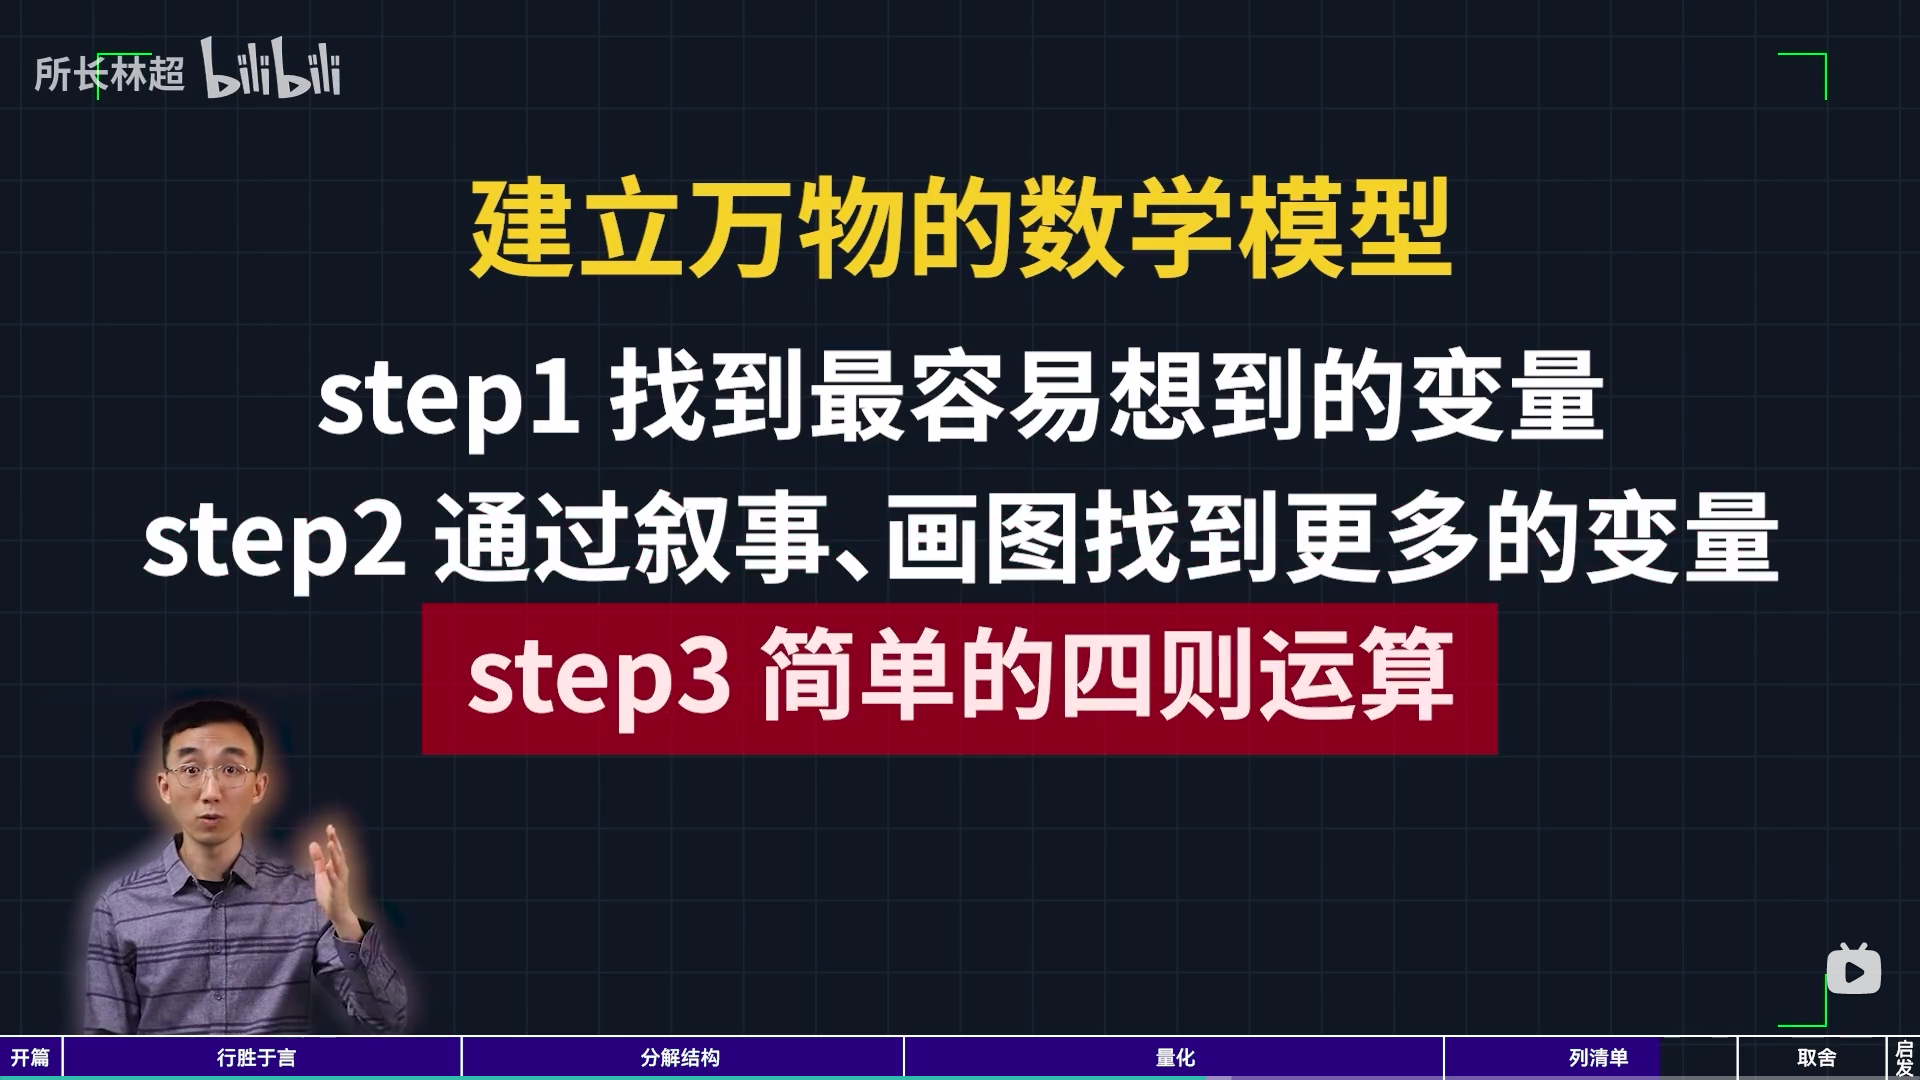 所长林超 bilibili
建立万物的数学模型
step1 找到最容易想到的变量
step2 通过叙事、画图找到更多的变量
step3 简单的四则运算
开篇 行胜于言 分解结构 量化 列清单 取舍 启发